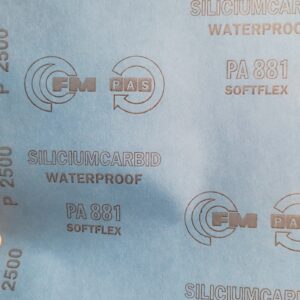 SILICIUMCARBID
WATERPROOF
P 2500
FM PAS
PA 881
SOFTFLEX
P 2500
SILICIUMCARBID
WATERPROOF
PA 881
SOFTFLEX
FM PAS
2500
SILICIUMCARBID